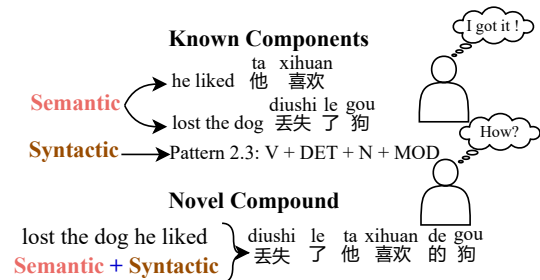 Known Components
I got it !
ta xihuan
he liked 他 喜欢
Semantic
diushi le gou
lost the dog 丢失 了 狗
How?
Syntactic Pattern 2.3: V + DET + N + MOD
Novel Compound
lost the dog he liked
Semantic + Syntactic
diushi le ta xihuan de gou
丢失 了 他 喜欢 的 狗